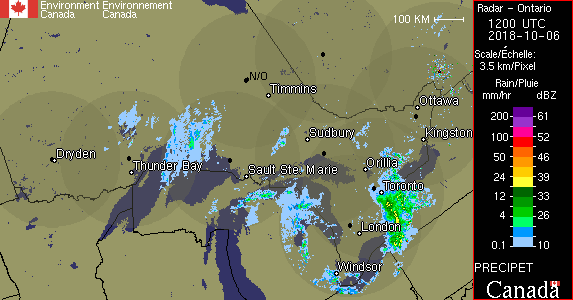 Environment Environnement
Canada Canada
100 KM
N/O
Timmins
Ottawa
Sudbury
Kingston
Dryden
Thunder Bay
Sault Ste. Marie
Orillia
Toronto
London
Windsor
Radar - Ontario
1200 UTC
2018-10-06
Scale/Échelle:
3.5 km/Pixel
Rain/Pluie
mm/hr dBZ
200 61
100 52
50 46
24 39
12 33
4 26
0.1 10
PRECIPET
Canada